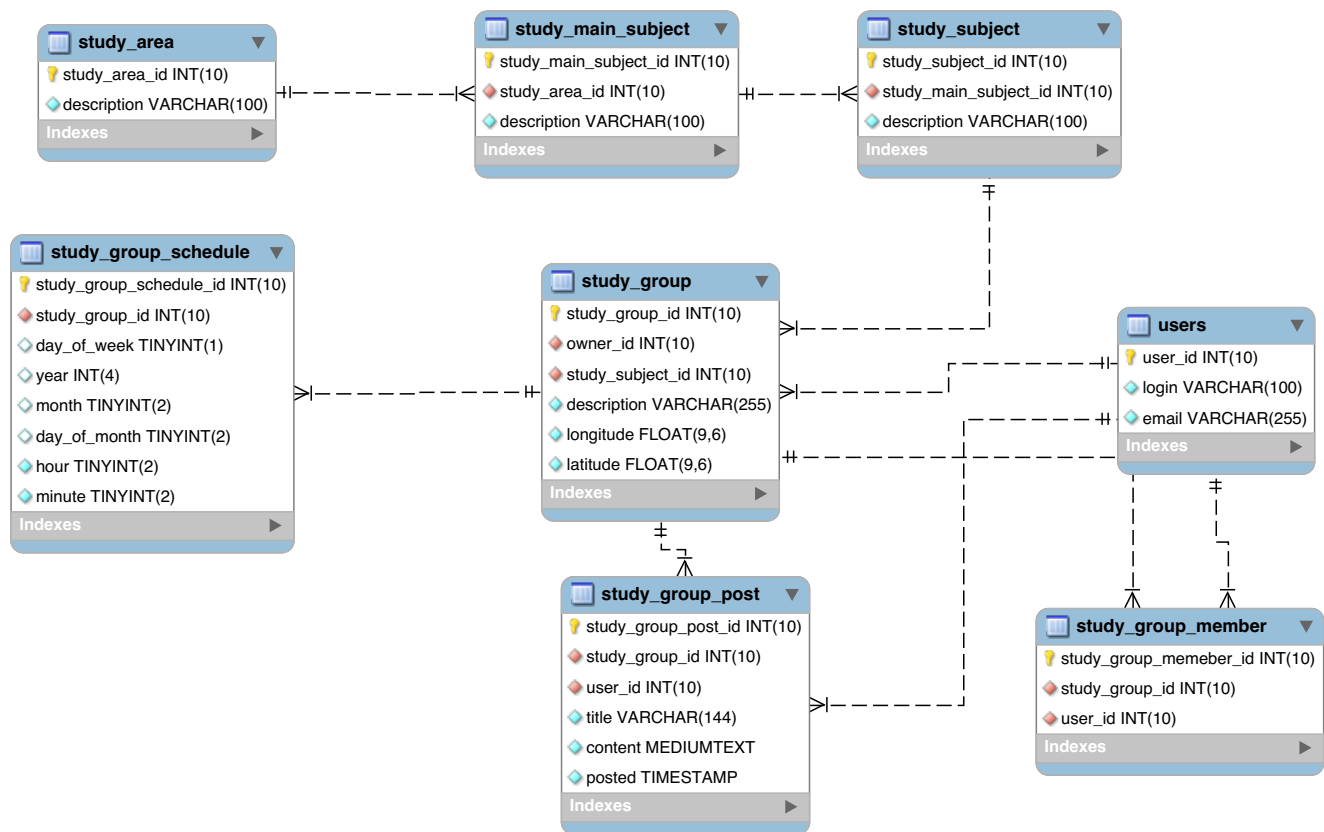 study_area
study_area_id INT(10)
description VARCHAR(100)
Indexes
study_main_subject
study_main_subject_id INT(10)
study_area_id INT(10)
description VARCHAR(100)
Indexes
study_subject
study_subject_id INT(10)
study_main_subject_id INT(10)
description VARCHAR(100)
Indexes
study_group_schedule
study_group_schedule_id INT(10)
study_group_id INT(10)
day_of_week TINYINT(1)
year INT(4)
month TINYINT(2)
day_of_month TINYINT(2)
hour TINYINT(2)
minute TINYINT(2)
Indexes
study_group
study_group_id INT(10)
owner_id INT(10)
study_subject_id INT(10)
description VARCHAR(255)
longitude FLOAT(9,6)
latitude FLOAT(9,6)
Indexes
users
user_id INT(10)
login VARCHAR(100)
email VARCHAR(255)
Indexes
study_group_post
study_group_post_id INT(10)
study_group_id INT(10)
user_id INT(10)
title VARCHAR(144)
content MEDIUMTEXT
posted TIMESTAMP
Indexes
study_group_member
study_group_memeber_id INT(10)
study_group_id INT(10)
user_id INT(10)
Indexes